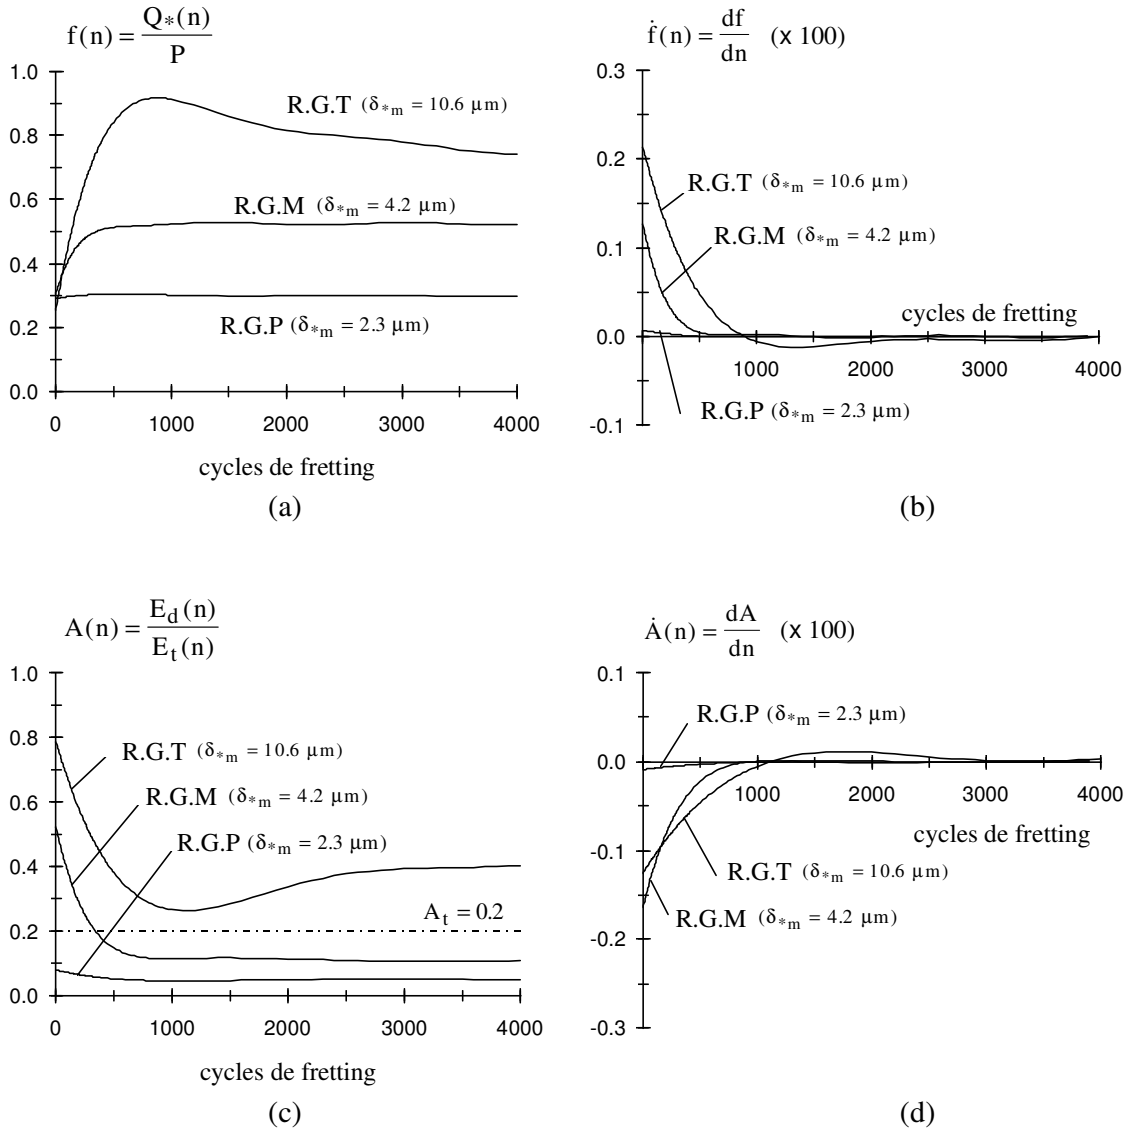 f(n) = Q*(n) / P
1.0
0.8
0.6
0.4
0.2
0.0
R.G.T (δ*m = 10.6 µm)
R.G.M (δ*m = 4.2 µm)
R.G.P (δ*m = 2.3 µm)
0 1000 2000 3000 4000
cycles de fretting
(a)
ḟ(n) = df / dn (x 100)
0.3
0.2
0.1
0.0
-0.1
R.G.T (δ*m = 10.6 µm)
R.G.M (δ*m = 4.2 µm)
cycles de fretting
1000 2000 3000 4000
R.G.P (δ*m = 2.3 µm)
(b)
A(n) = Ed(n) / Et(n)
1.0
0.8
0.6
0.4
0.2
0.0
R.G.T (δ*m = 10.6 µm)
R.G.M (δ*m = 4.2 µm)
R.G.P (δ*m = 2.3 µm)
At = 0.2
0 1000 2000 3000 4000
cycles de fretting
(c)
Ȧ(n) = dA / dn (x 100)
0.1
0.0
-0.1
-0.2
-0.3
R.G.P (δ*m = 2.3 µm)
1000 2000 3000 4000
cycles de fretting
R.G.T (δ*m = 10.6 µm)
R.G.M (δ*m = 4.2 µm)
(d)